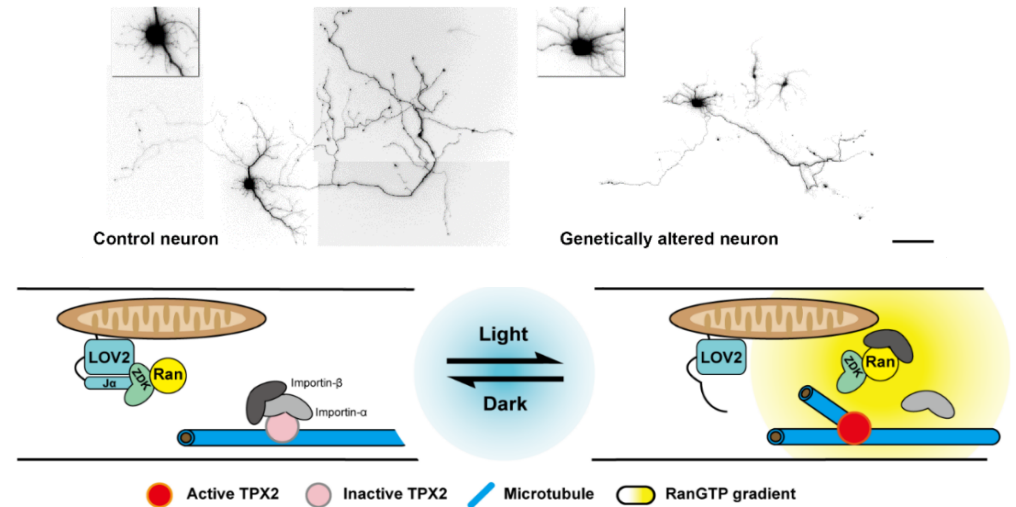 Control neuron
Genetically altered neuron
LOV2
Jα
ZDK
Ran
Importin-β
Importin-α
Light
Dark
LOV2
ZDK
Ran
Active TPX2
Inactive TPX2
Microtubule
RanGTP gradient